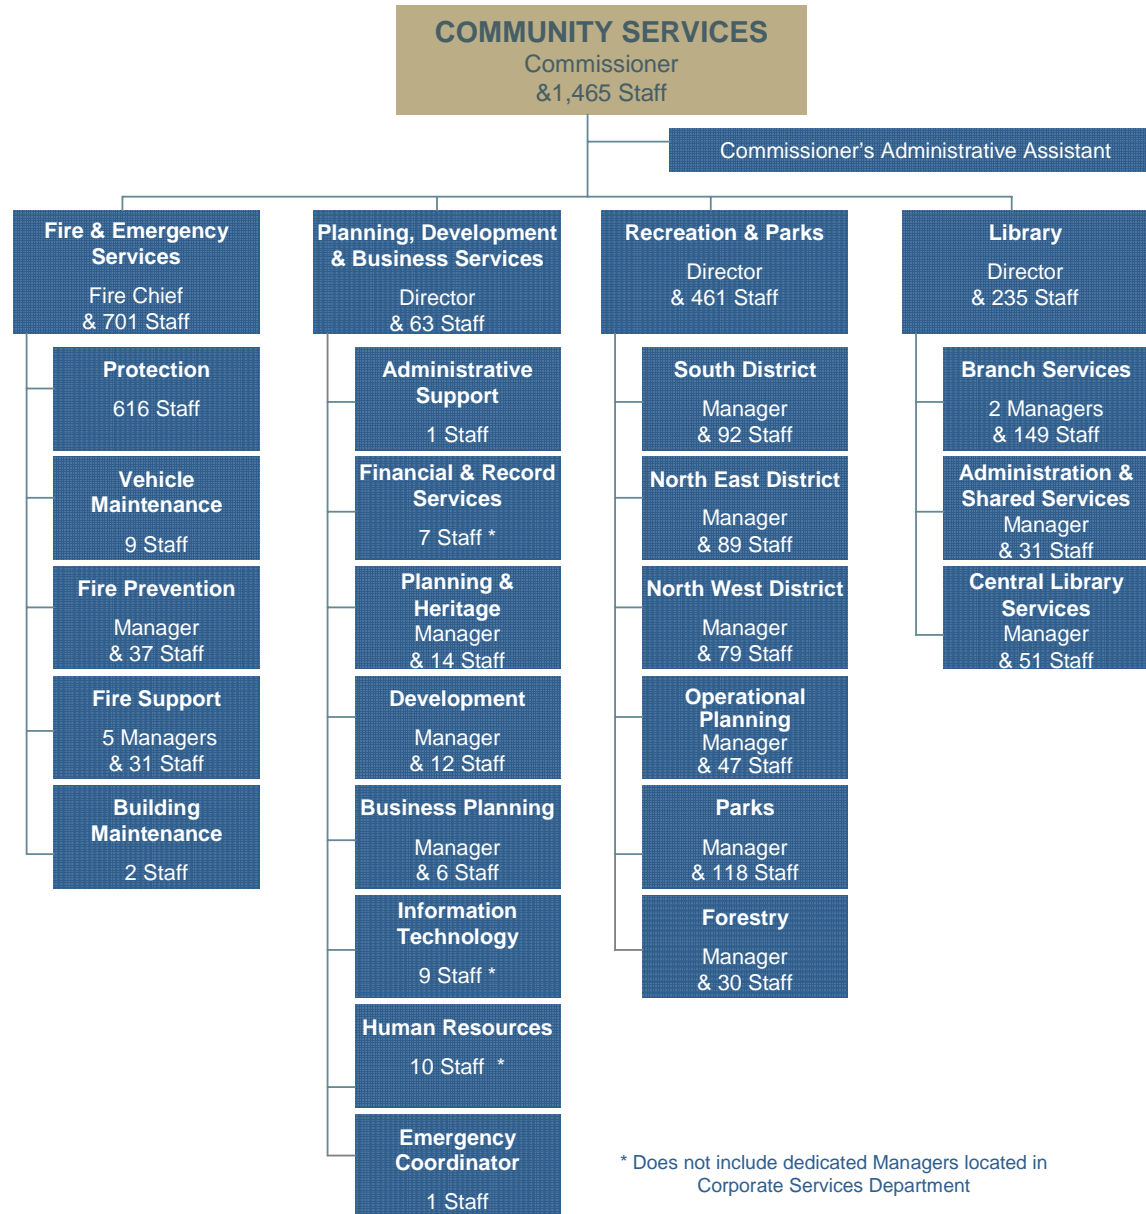 COMMUNITY SERVICES
Commissioner
&1,465 Staff
Commissioner's Administrative Assistant
Fire & Emergency
Services
Fire Chief
& 701 Staff
Protection
616 Staff
Vehicle
Maintenance
9 Staff
Fire Prevention
Manager
& 37 Staff
Fire Support
5 Managers
& 31 Staff
Building
Maintenance
2 Staff
Planning, Development
& Business Services
Director
& 63 Staff
Administrative
Support
1 Staff
Financial & Record
Services
7 Staff *
Planning &
Heritage
Manager
& 14 Staff
Development
Manager
& 12 Staff
Business Planning
Manager
& 6 Staff
Information
Technology
9 Staff *
Human Resources
10 Staff *
Emergency
Coordinator
1 Staff
Recreation & Parks
Director
& 461 Staff
South District
Manager
& 92 Staff
North East District
Manager
& 89 Staff
North West District
Manager
& 79 Staff
Operational
Planning
Manager
& 47 Staff
Parks
Manager
& 118 Staff
Forestry
Manager
& 30 Staff
Library
Director
& 235 Staff
Branch Services
2 Managers
& 149 Staff
Administration &
Shared Services
Manager
& 31 Staff
Central Library
Services
Manager
& 51 Staff
* Does not include dedicated Managers located in
Corporate Services Department